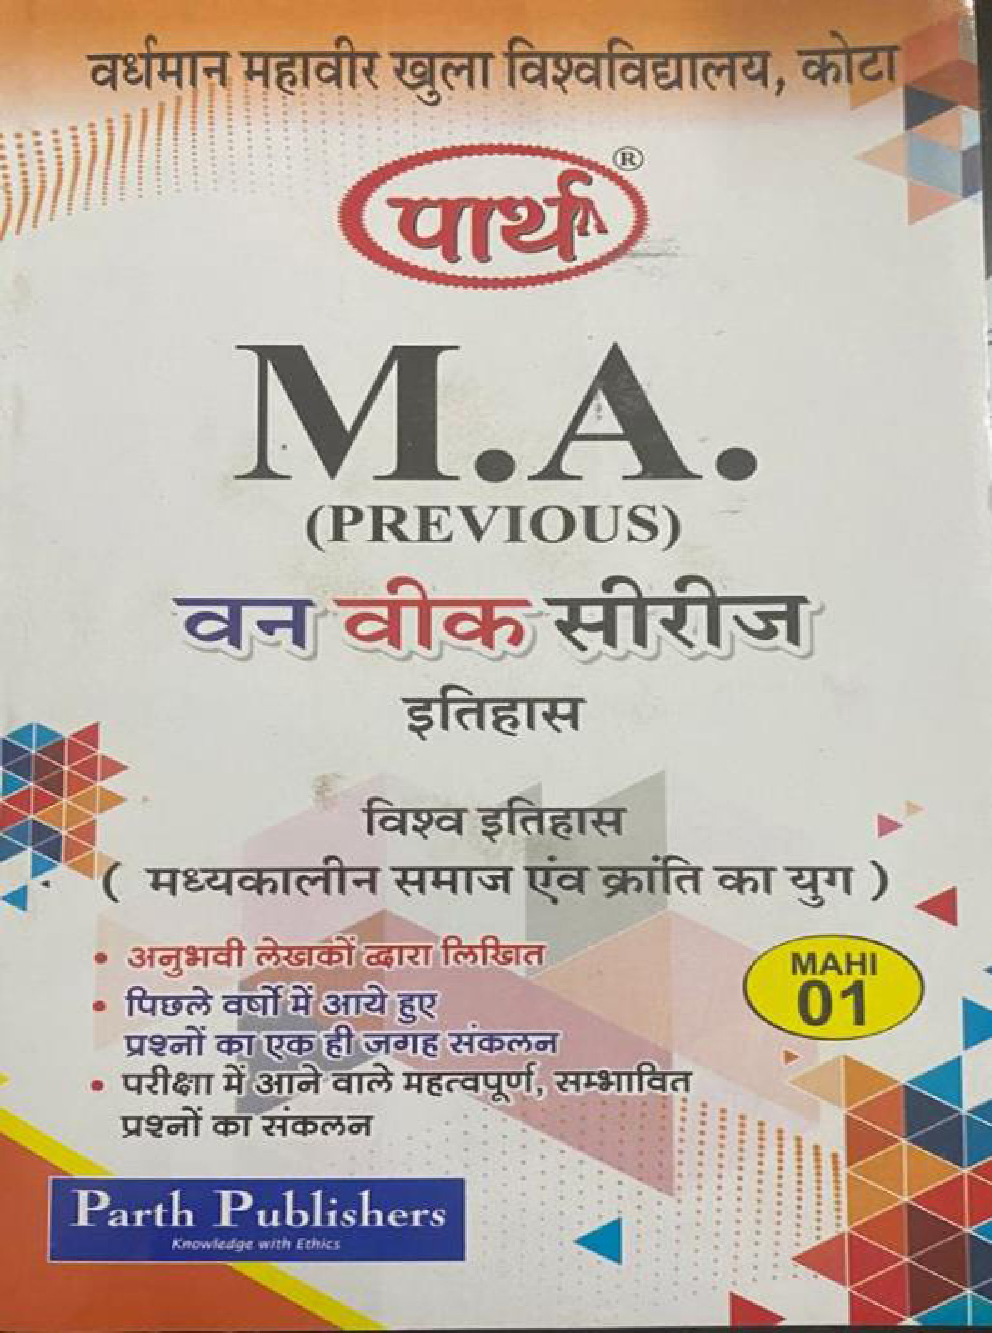 वर्धमान महावीर खुला विश्वविद्यालय, कोटा
पार्थ ®
M.A.
(PREVIOUS)
वन वीक सीरीज
इतिहास
विश्व इतिहास
( मध्यकालीन समाज एंव क्रांति का युग )
• अनुभवी लेखकों द्वारा लिखित
• पिछले वर्षो में आये हुए
प्रश्नों का एक ही जगह संकलन
• परीक्षा में आने वाले महत्वपूर्ण, सम्भावित
प्रश्नों का संकलन
MAHI
01
Parth Publishers
Knowledge with Ethics